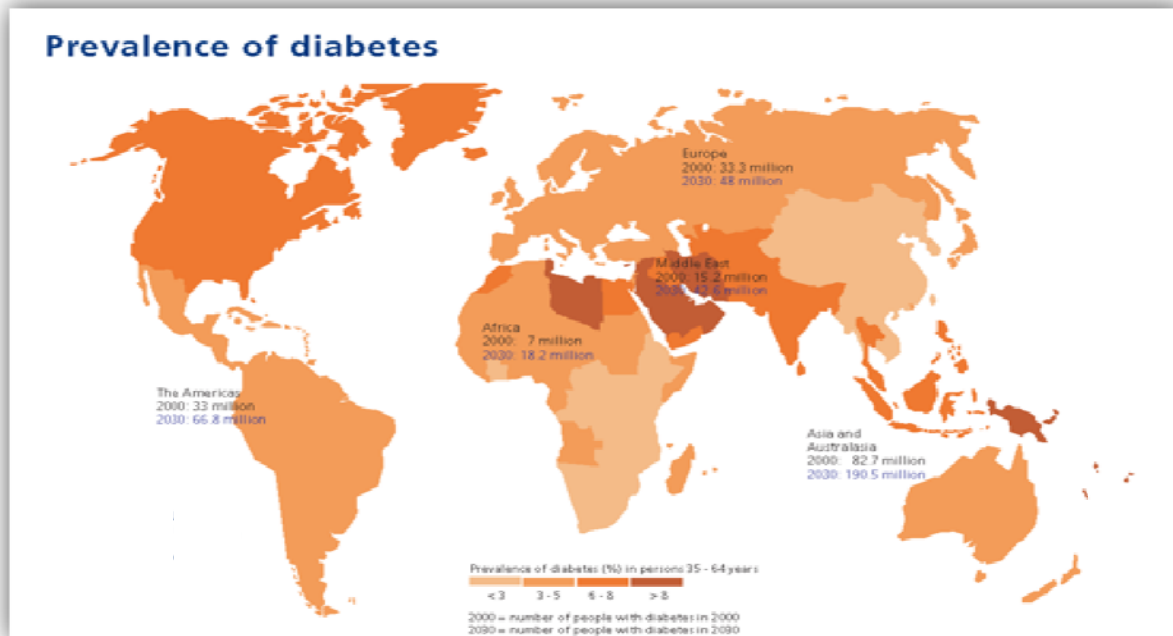 Prevalence of diabetes
Europe
2000: 33.3 million
2030: 48 million
Middle East
2000: 15.2 million
2030: 42.6 million
Africa
2000: 7 million
2030: 18.2 million
The Americas
2000: 33 million
2030: 66.8 million
Asia and
Australasia
2000: 82.7 million
2030: 190.5 million
Prevalence of diabetes (%) in persons 35 - 64 years
< 3 3 - 5 6 - 8 > 8
2000 = number of people with diabetes in 2000
2030 = number of people with diabetes in 2030